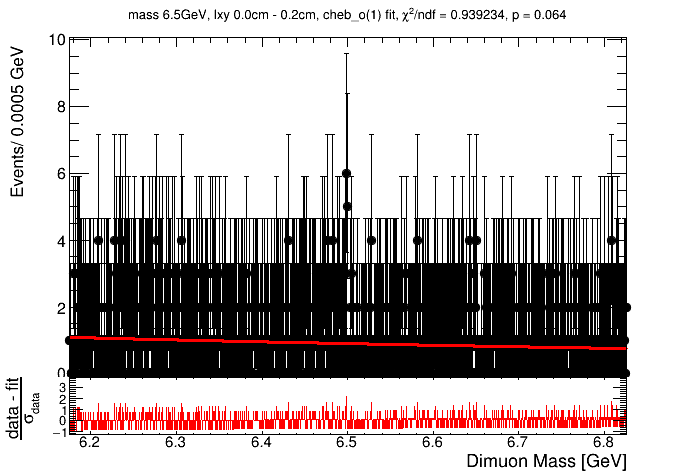 mass 6.5GeV, lxy 0.0cm - 0.2cm, cheb_o(1) fit, χ²/ndf = 0.939234, p = 0.064
Events/ 0.0005 GeV
10
8
6
4
2
0
data - fit
σdata
3
2
1
0
−1
6.2 6.3 6.4 6.5 6.6 6.7 6.8
Dimuon Mass [GeV]